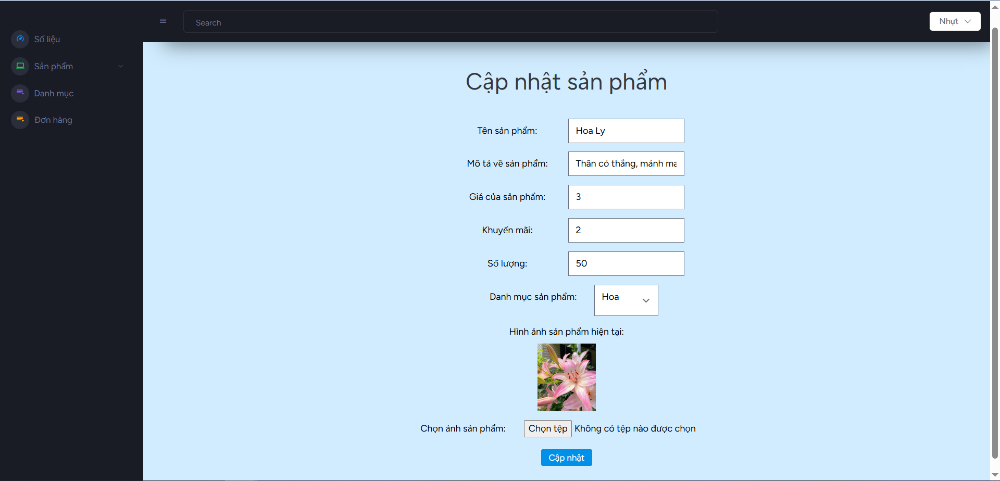 Search
Nhựt
Số liệu
Sản phẩm
Danh mục
Đơn hàng
Cập nhật sản phẩm
Tên sản phẩm: Hoa Ly
Mô tả về sản phẩm: Thân cỏ thẳng, mảnh ma
Giá của sản phẩm: 3
Khuyến mãi: 2
Số lượng: 50
Danh mục sản phẩm: Hoa
Hình ảnh sản phẩm hiện tại:
Chọn ảnh sản phẩm: Chọn tệp Không có tệp nào được chọn
Cập nhật